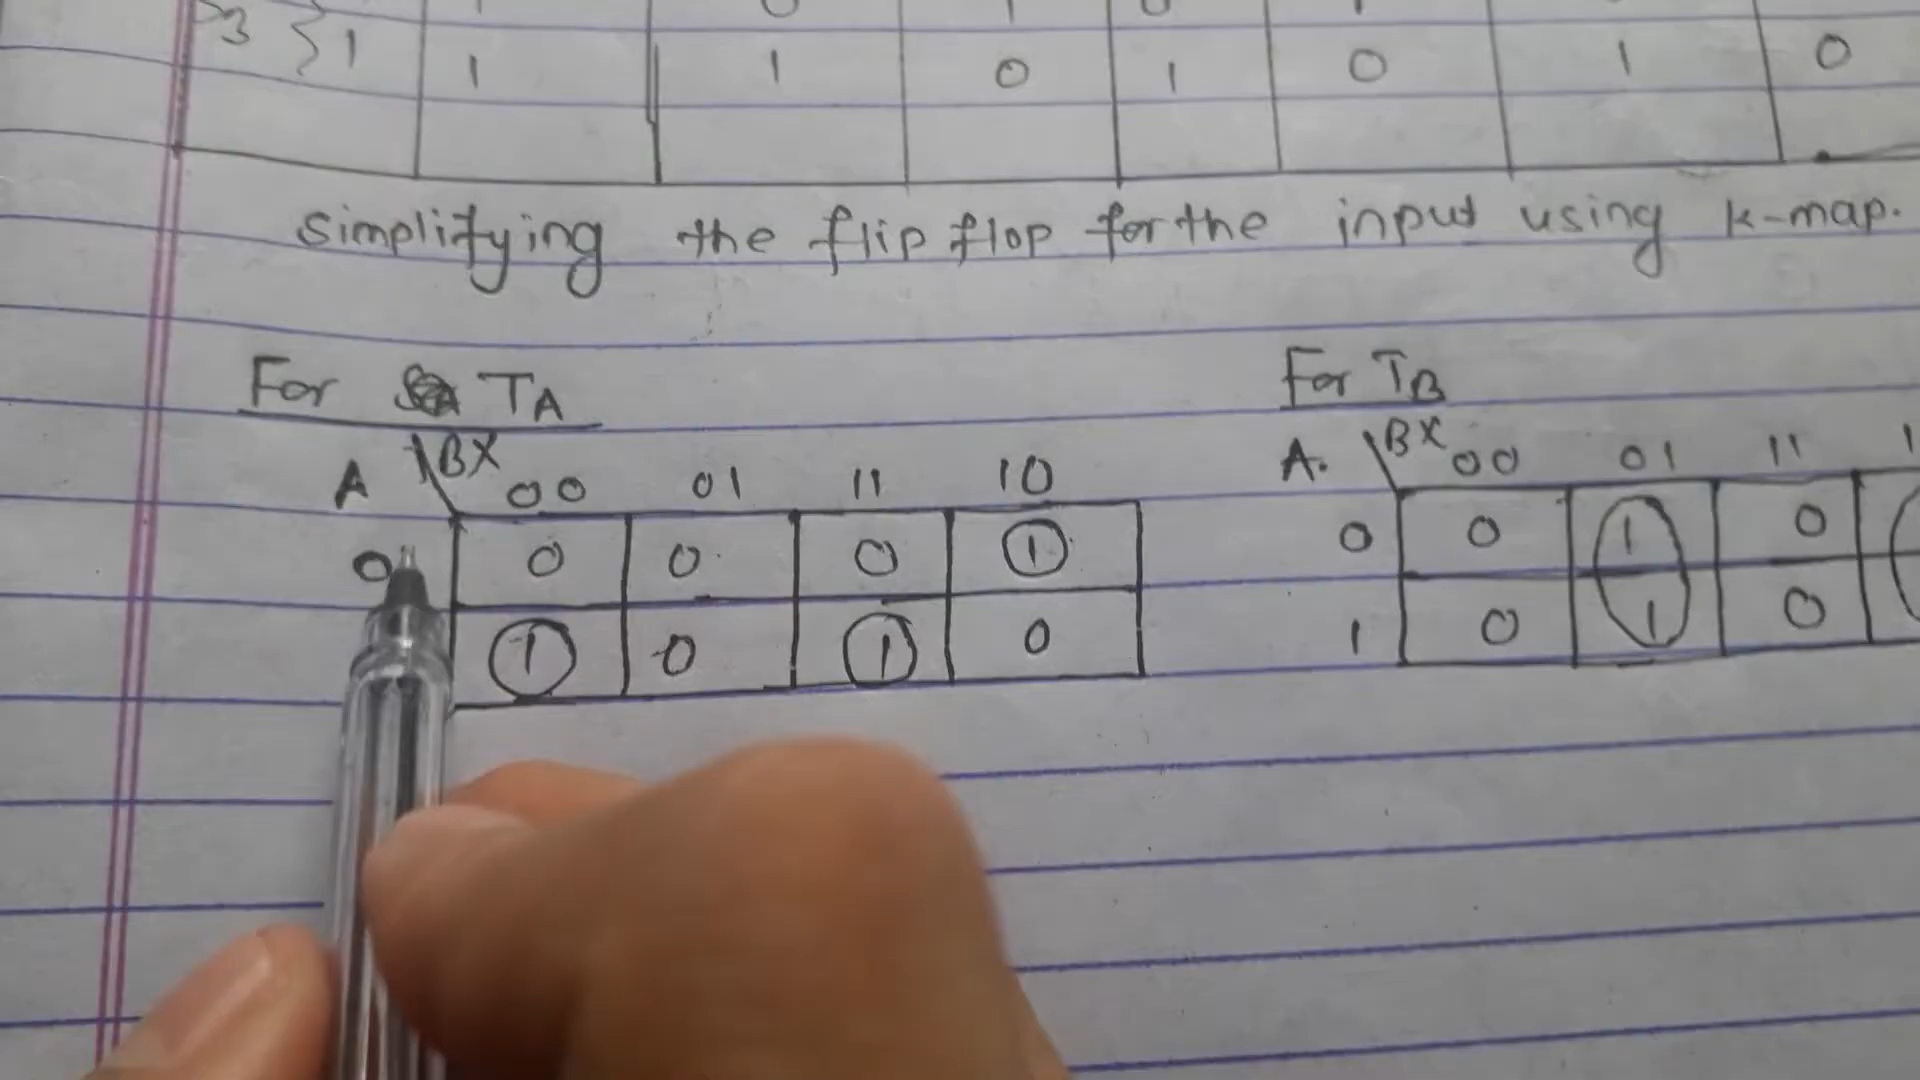 3 } 1 1 1 0 1 0 1 0
simplifying the flip flop for the input using k-map.
For TA For TB
A \ BX 00 01 11 10 A. \ BX 00 01 11 1
0 0 0 0 1 0 0 1 0
1 0 1 0 1 0 1 0